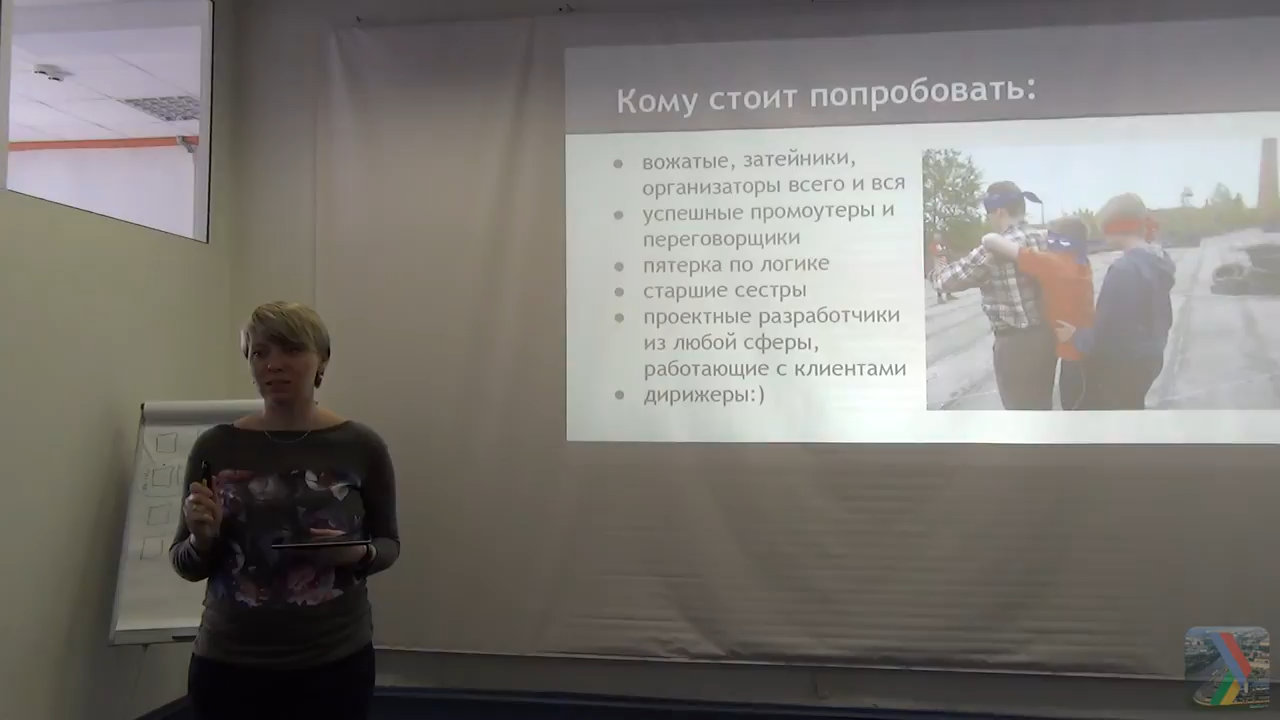 Кому стоит попробовать:
● вожатые, затейники,
организаторы всего и вся
● успешные промоутеры и
переговорщики
● пятерка по логике
● старшие сестры
● проектные разработчики
из любой сферы,
работающие с клиентами
● дирижеры:)